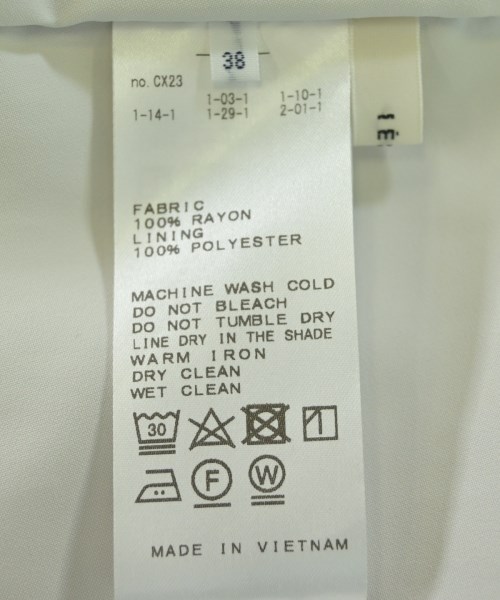 38
no. CX23
1-03-1 1-10-1
1-14-1 1-29-1 2-01-1
FABRIC
100% RAYON
LINING
100% POLYESTER
MACHINE WASH COLD
DO NOT BLEACH
DO NOT TUMBLE DRY
LINE DRY IN THE SHADE
WARM IRON
DRY CLEAN
WET CLEAN
30
F W
MADE IN VIETNAM